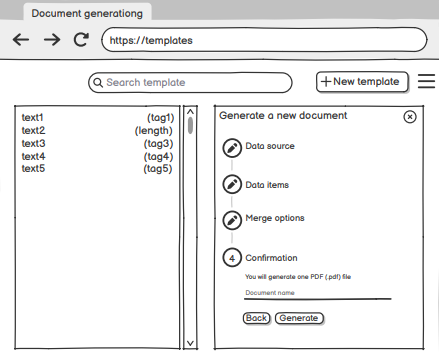 Document generationg
https://templates
Search template
New template
text1 (tag1)
text2 (length)
text3 (tag3)
text4 (tag4)
text5 (tag5)
Generate a new document
Data source
Data items
Merge options
4 Confirmation
You will generate one PDF (.pdf) file
Document name
Back Generate